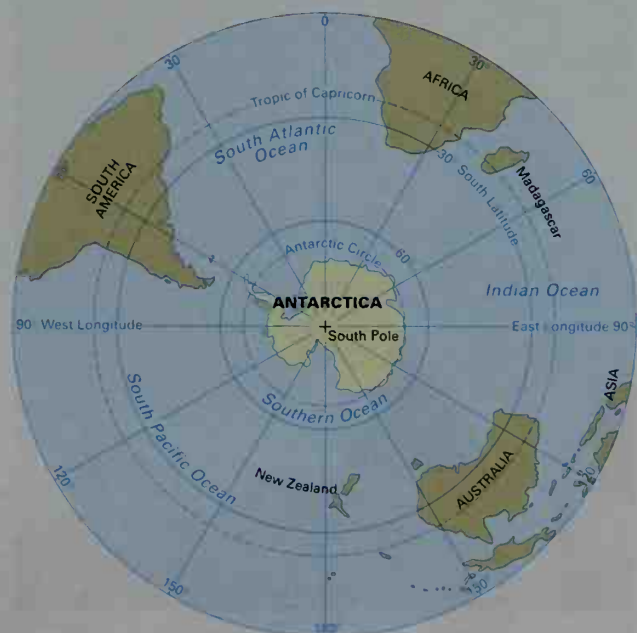 0
30°
30°
AFRICA
Tropic of Capricorn
South Atlantic
Ocean
SOUTH
AMERICA
30
South Latitude
Madagascar
60
Antarctic Circle
60
ANTARCTICA
Indian Ocean
90° West Longitude
South Pole
East Longitude 90°
Southern Ocean
South Pacific Ocean
ASIA
New Zealand
AUSTRALIA
120°
150°
150°
180°